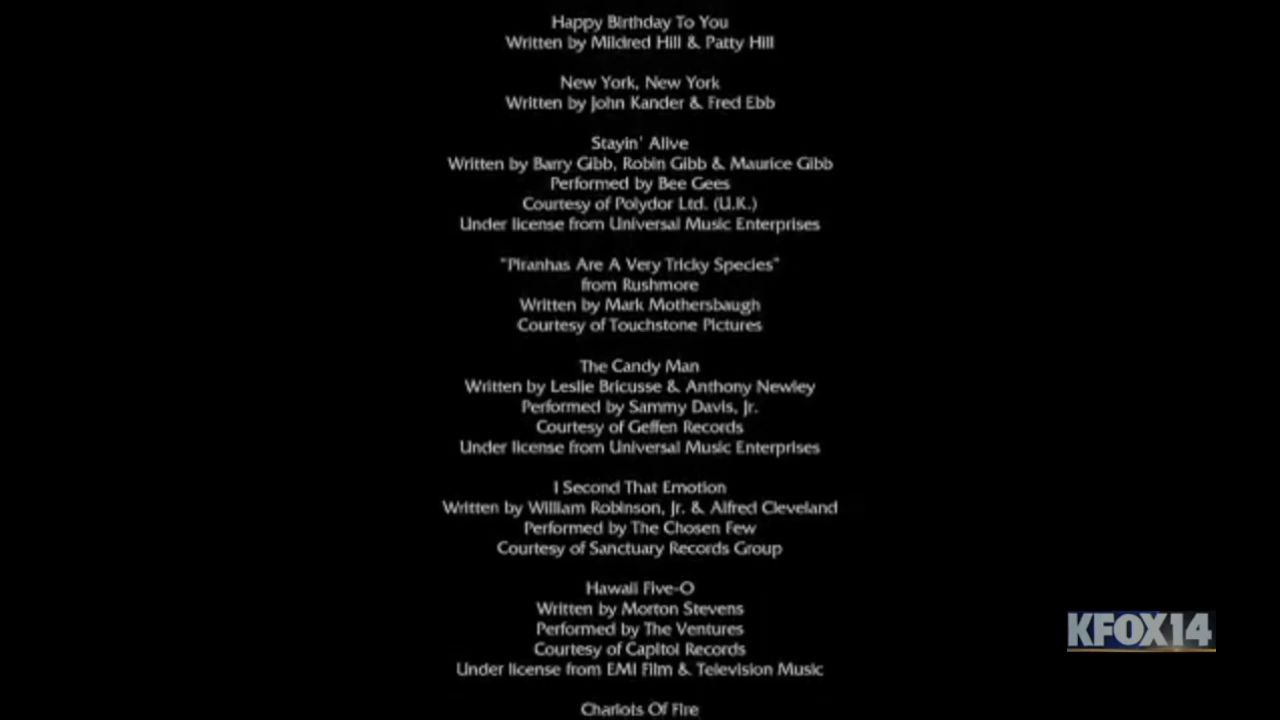 Happy Birthday To You
Written by Mildred Hill & Patty Hill
New York, New York
Written by John Kander & Fred Ebb
Stayin' Alive
Written by Barry Gibb, Robin Gibb & Maurice Gibb
Performed by Bee Gees
Courtesy of Polydor Ltd. (U.K.)
Under license from Universal Music Enterprises
"Piranhas Are A Very Tricky Species"
from Rushmore
Written by Mark Mothersbaugh
Courtesy of Touchstone Pictures
The Candy Man
Written by Leslie Bricusse & Anthony Newley
Performed by Sammy Davis, Jr.
Courtesy of Geffen Records
Under license from Universal Music Enterprises
I Second That Emotion
Written by William Robinson, Jr. & Alfred Cleveland
Performed by The Chosen Few
Courtesy of Sanctuary Records Group
Hawaii Five-O
Written by Morton Stevens
Performed by The Ventures
Courtesy of Capitol Records
Under license from EMI Film & Television Music
KFOX14
Chariots Of Fire